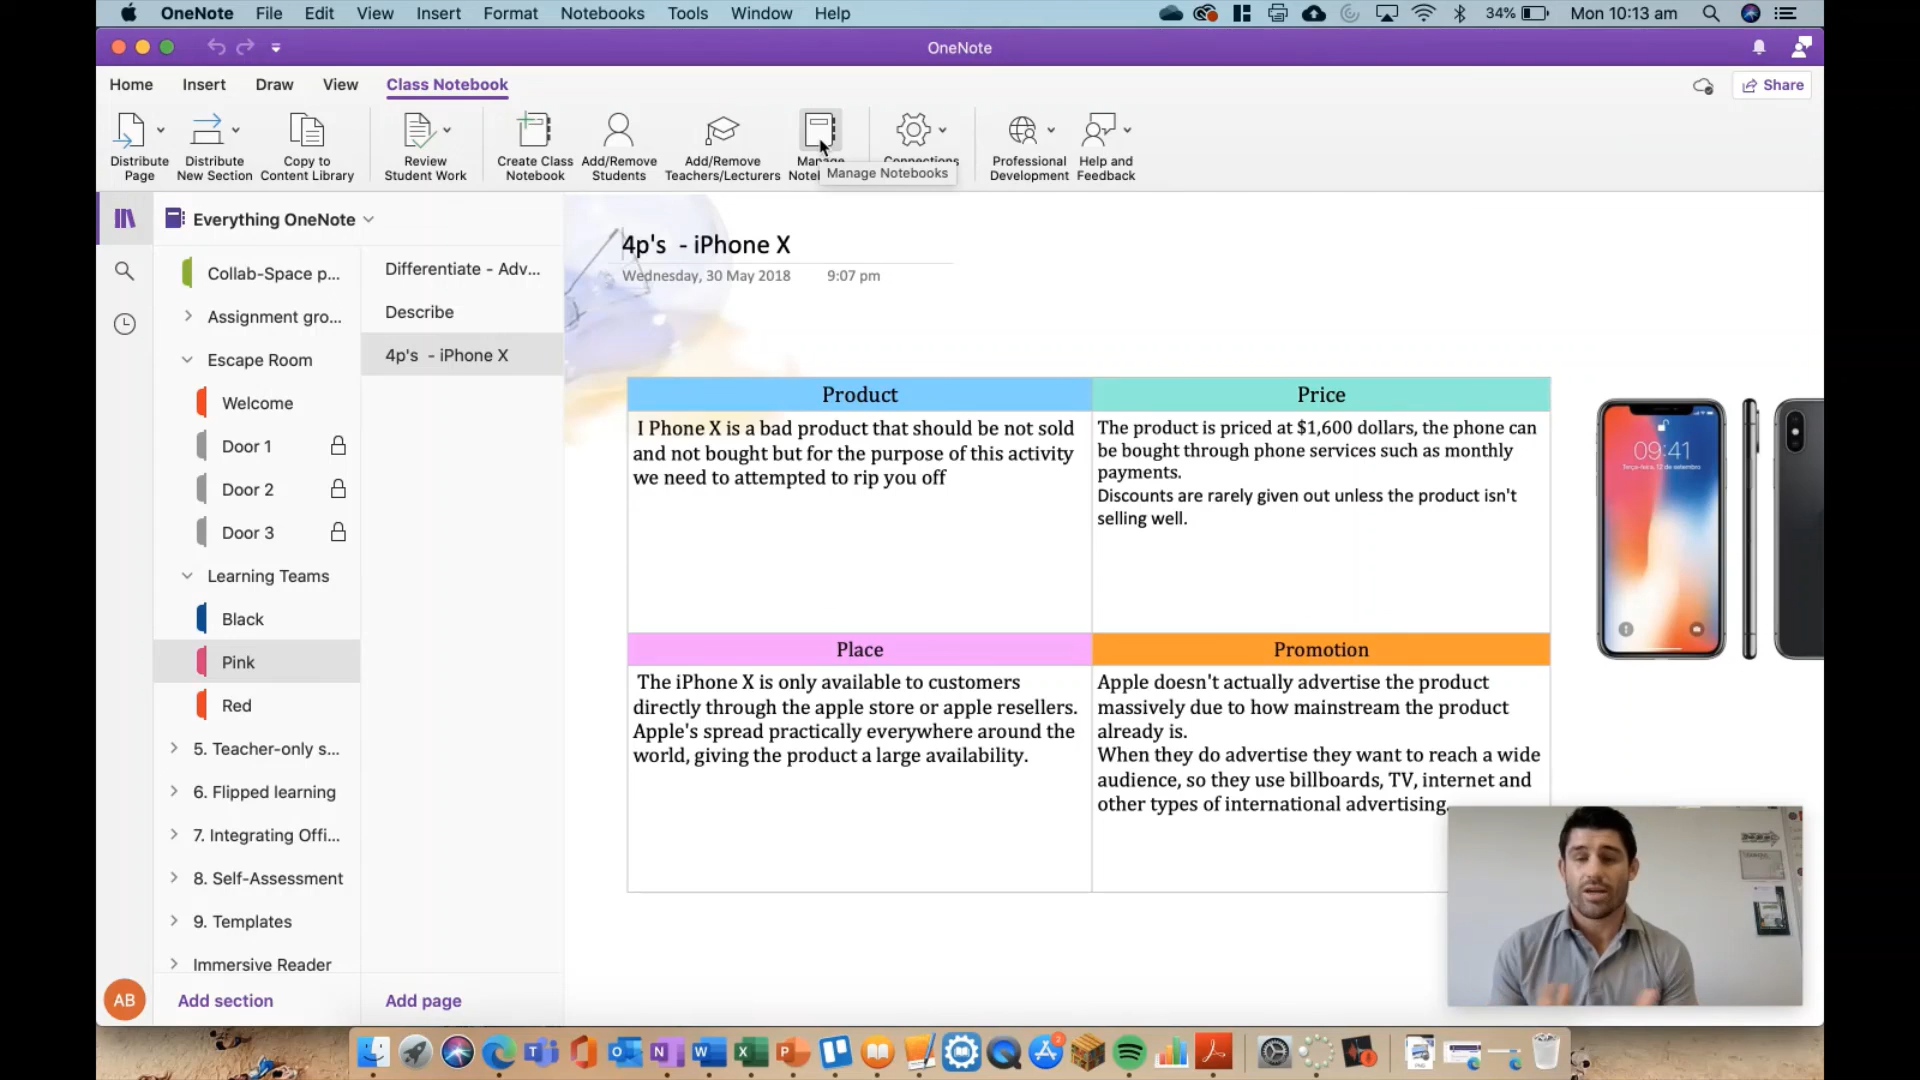 OneNote File Edit View Insert Format Notebooks Tools Window Help 34% Mon 10:13 am
OneNote
Home Insert Draw View Class Notebook Share
Distribute Page
Distribute New Section
Copy to Content Library
Review Student Work
Create Class Notebook
Add/Remove Students
Add/Remove Teachers/Lecturers
Manage
Connections
Professional Development
Help and Feedback
Manage Notebooks
Everything OneNote
Collab-Space p...
Assignment gro...
Escape Room
Welcome
Door 1
Door 2
Door 3
Learning Teams
Black
Pink
Red
5. Teacher-only s...
6. Flipped learning
7. Integrating Offi...
8. Self-Assessment
9. Templates
Immersive Reader
Add section
AB
Differentiate - Adv...
Describe
4p's - iPhone X
Add page
4p's - iPhone X
Wednesday, 30 May 2018 9:07 pm
Product
I Phone X is a bad product that should be not sold
and not bought but for the purpose of this activity
we need to attempted to rip you off
Price
The product is priced at $1,600 dollars, the phone can
be bought through phone services such as monthly
payments.
Discounts are rarely given out unless the product isn't
selling well.
Place
The iPhone X is only available to customers
directly through the apple store or apple resellers.
Apple's spread practically everywhere around the
world, giving the product a large availability.
Promotion
Apple doesn't actually advertise the product
massively due to how mainstream the product
already is.
When they do advertise they want to reach a wide
audience, so they use billboards, TV, internet and
other types of international advertising.
09:41